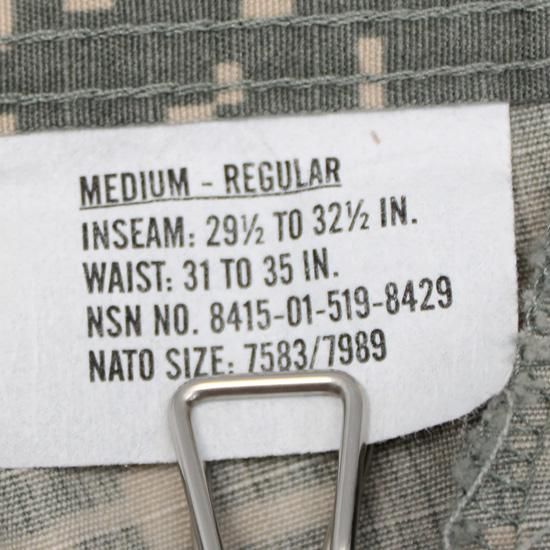 MEDIUM - REGULAR
INSEAM: 29½ TO 32½ IN.
WAIST: 31 TO 35 IN.
NSN NO. 8415-01-519-8429
NATO SIZE: 7583/7989